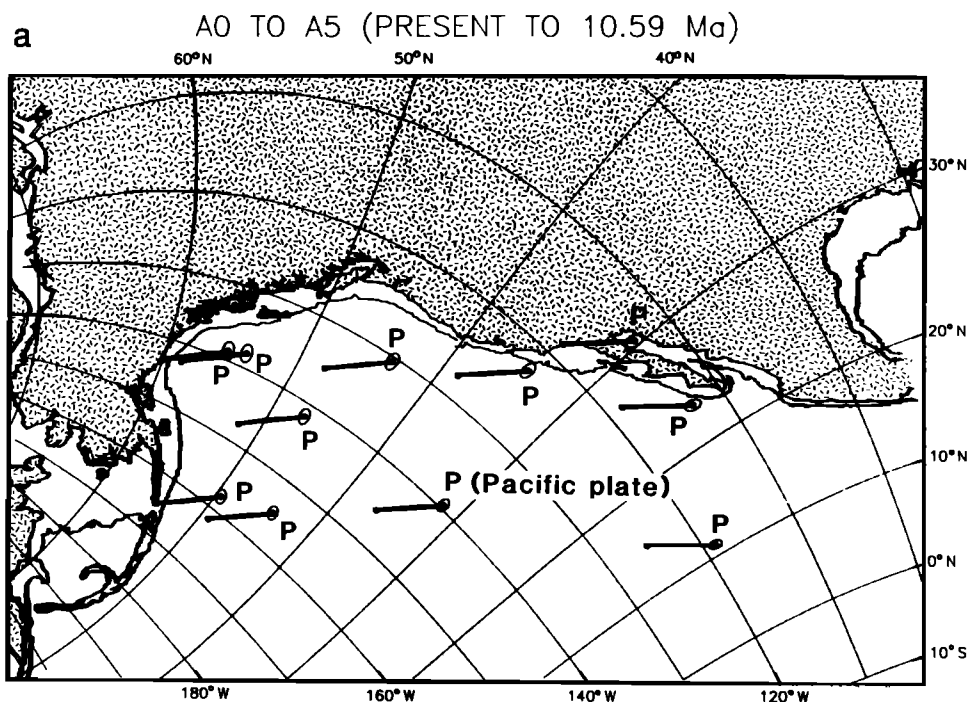 a
A0 TO A5 (PRESENT TO 10.59 Ma)
60°N 50°N 40°N
30°N
P
20°N
P P P
P
P
P
10°N
P (Pacific plate)
P
P
P
0°N
10°S
180°W 160°W 140°W 120°W